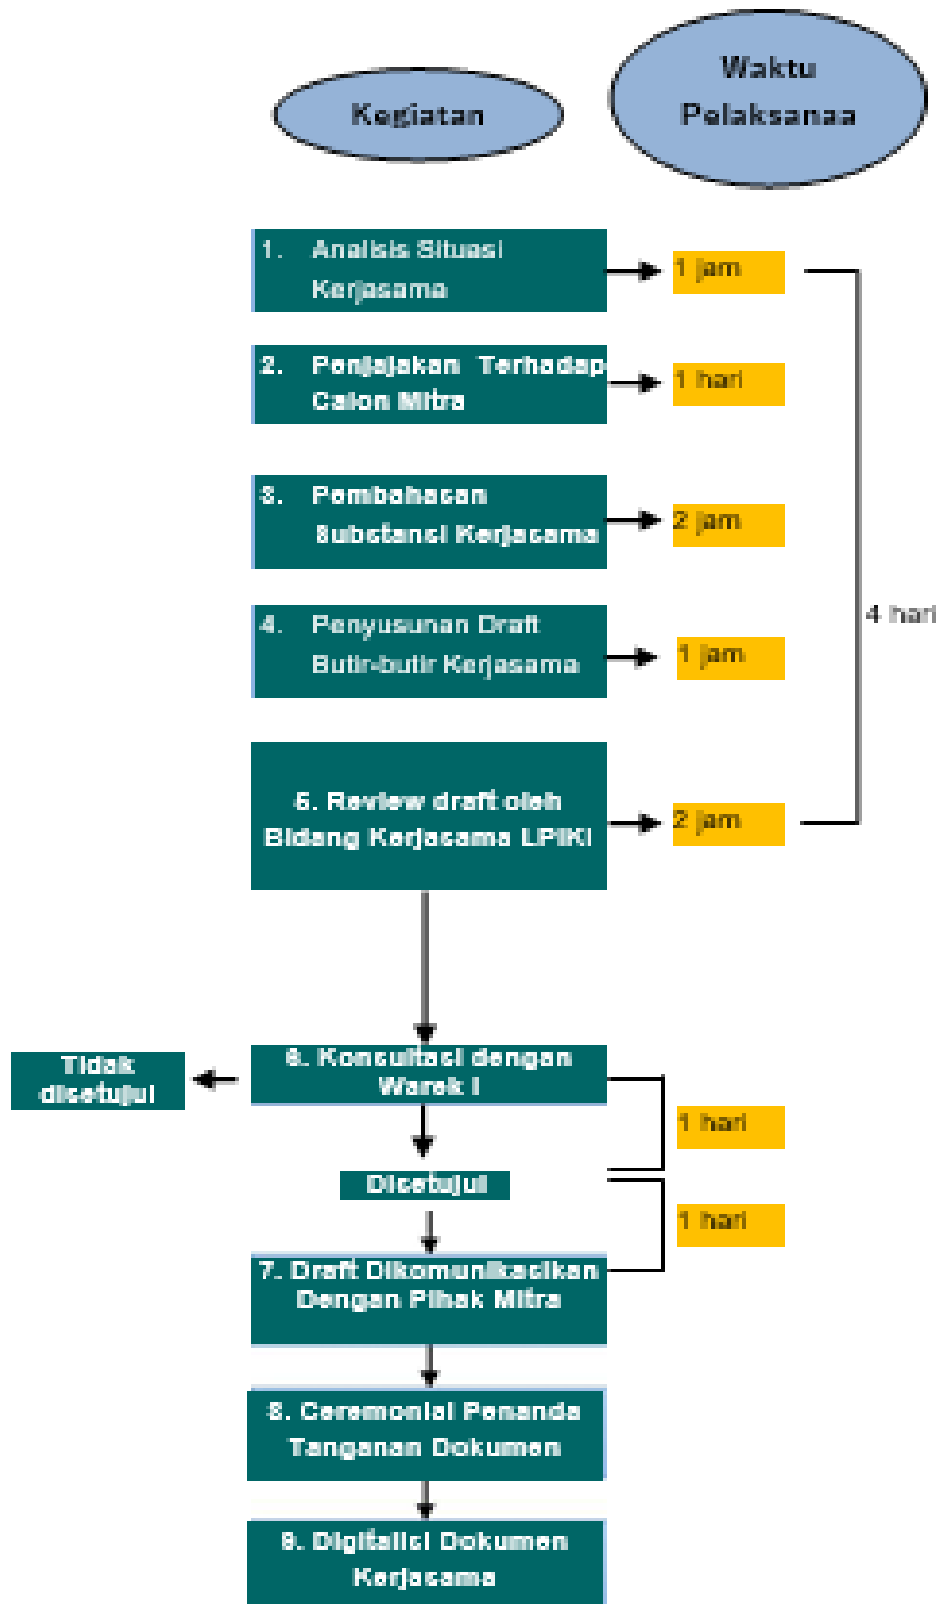 Kegiatan
Waktu
Pelaksanaa
1. Analisis Situasi
Kerjasama
1 jam
2. Penjajakan Terhadap
Calon Mitra
1 hari
3. Pembahasan
Substansi Kerjasama
2 jam
4 hari
4. Penyusunan Draft
Butir-butir Kerjasama
1 jam
5. Review draft oleh
Bidang Kerjasama LPIKI
2 jam
6. Konsultasi dengan
Warek I
Tidak
disetujui
1 hari
Disetujui
1 hari
7. Draft Dikomunikasikan
Dengan Pihak Mitra
8. Ceremonial Penanda
Tanganan Dokumen
9. Digitalisi Dokumen
Kerjasama